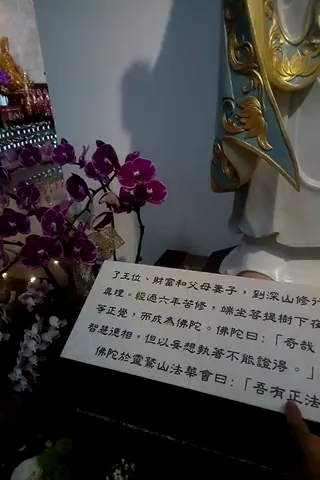 了王位、財富和父母妻子，到深山修行
真理。經過六年苦修，端坐菩提樹下夜
等正覺，而成為佛陀。佛陀曰：「奇哉
智慧德相，但以妄想執著不能證得。」
佛陀於靈鷲山法華會曰：「吾有正法